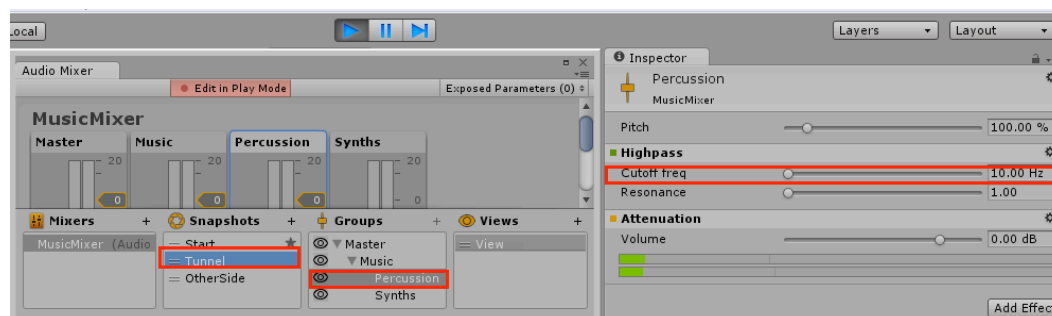 Local
Layers
Layout
Audio Mixer
Edit in Play Mode
Exposed Parameters (0)
MusicMixer
Master Music Percussion Synths
20 20 20 20
0 0 0 0
Mixers + Snapshots + Groups + Views +
MusicMixer (Audio
Start
Tunnel
OtherSide
Master
Music
Percussion
Synths
View
Inspector
Percussion
MusicMixer
Pitch 100.00 %
Highpass
Cutoff freq 10.00 Hz
Resonance 1.00
Attenuation
Volume 0.00 dB
Add Effec